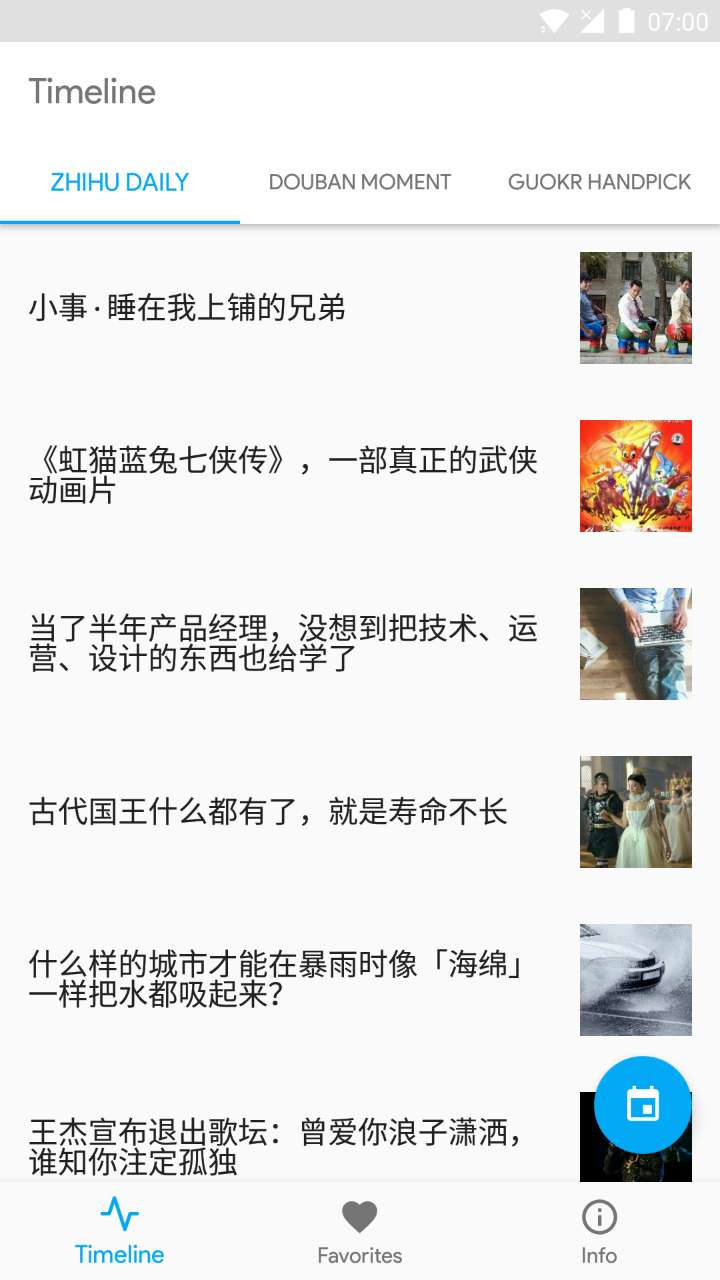 07:00
Timeline
ZHIHU DAILY
DOUBAN MOMENT
GUOKR HANDPICK
小事 · 睡在我上铺的兄弟
《虹猫蓝兔七侠传》，一部真正的武侠
动画片
当了半年产品经理，没想到把技术、运
营、设计的东西也给学了
古代国王什么都有了，就是寿命不长
什么样的城市才能在暴雨时像「海绵」
一样把水都吸起来？
王杰宣布退出歌坛：曾爱你浪子潇洒，
谁知你注定孤独
Timeline
Favorites
Info